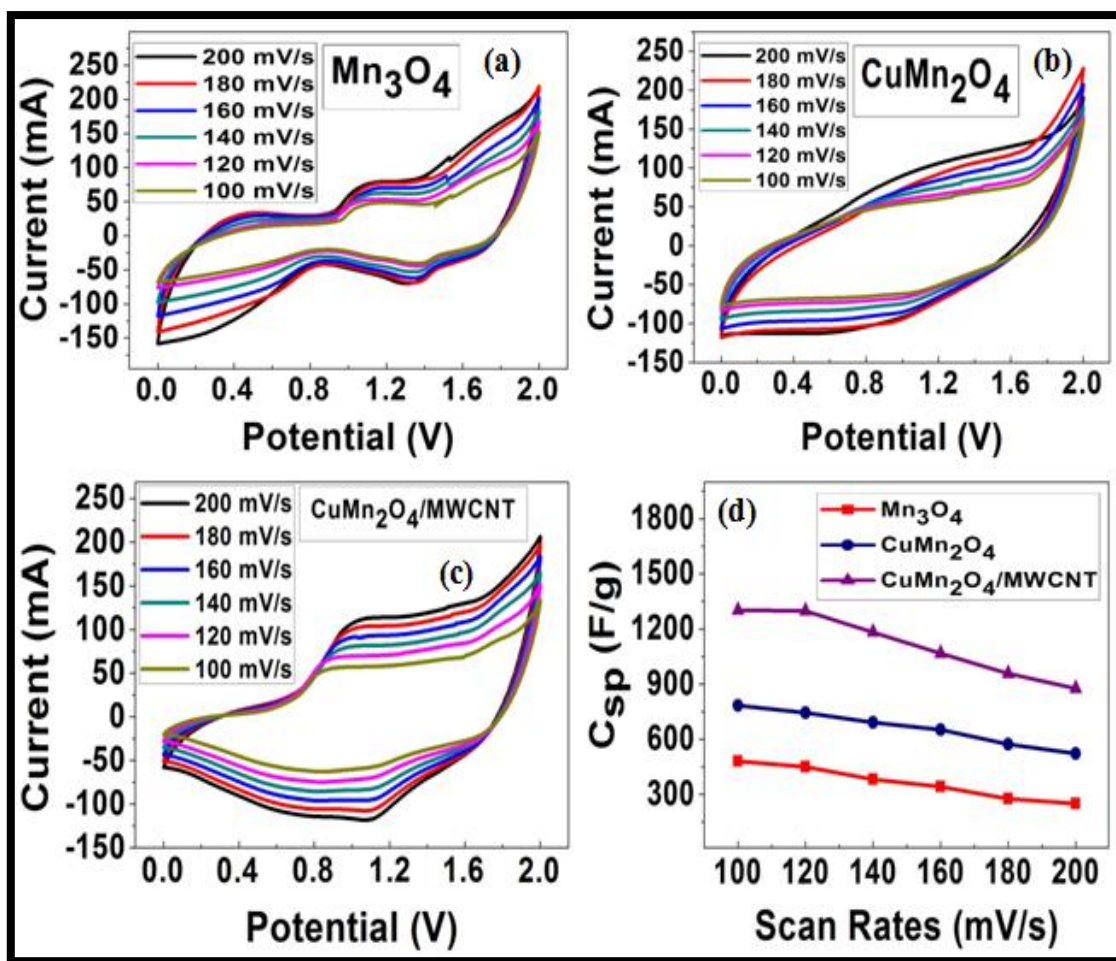 250
200
150
100
50
0
-50
-100
-150
Current (mA)
200 mV/s
180 mV/s
160 mV/s
140 mV/s
120 mV/s
100 mV/s
Mn3O4
(a)
0.0 0.4 0.8 1.2 1.6 2.0
Potential (V)
250
200
150
100
50
0
-50
-100
-150
Current (mA)
200 mV/s
180 mV/s
160 mV/s
140 mV/s
120 mV/s
100 mV/s
CuMn2O4
(b)
0.0 0.4 0.8 1.2 1.6 2.0
Potential (V)
250
200
150
100
50
0
-50
-100
-150
Current (mA)
200 mV/s
180 mV/s
160 mV/s
140 mV/s
120 mV/s
100 mV/s
CuMn2O4/MWCNT
(c)
0.0 0.4 0.8 1.2 1.6 2.0
Potential (V)
1800
1500
1200
900
600
300
Csp (F/g)
(d)
Mn3O4
CuMn2O4
CuMn2O4/MWCNT
100 120 140 160 180 200
Scan Rates (mV/s)